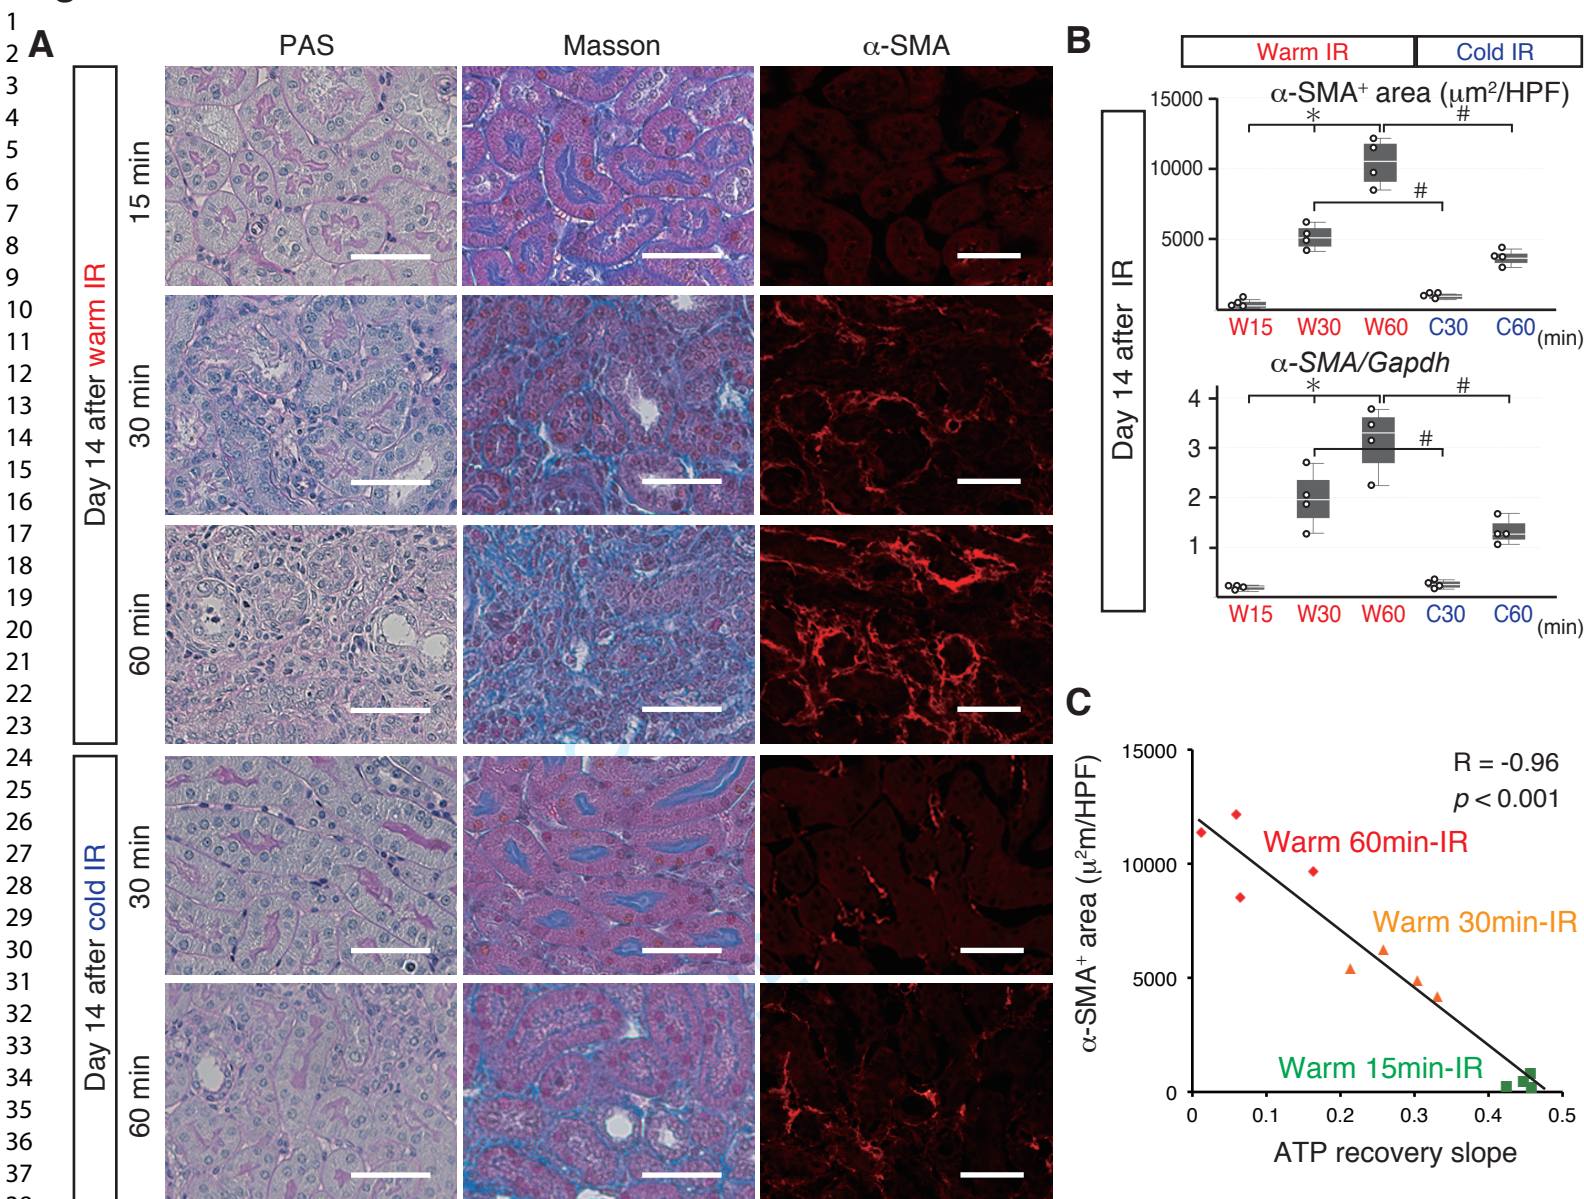 1
2
3
4
5
6
7
8
9
10
11
12
13
14
15
16
17
18
19
20
21
22
23
24
25
26
27
28
29
30
31
32
33
34
35
36
37
A
PAS
Masson
α-SMA
Day 14 after warm IR
15 min
30 min
60 min
Day 14 after cold IR
30 min
60 min
B
Warm IR
Cold IR
Day 14 after IR
α-SMA⁺ area (μm²/HPF)
15000
10000
5000
*
#
#
W15 W30 W60 C30 C60 (min)
α-SMA/Gapdh
4
3
2
1
*
#
#
W15 W30 W60 C30 C60 (min)
C
α-SMA⁺ area (μ²m/HPF)
15000
10000
5000
0
R = -0.96
p < 0.001
Warm 60min-IR
Warm 30min-IR
Warm 15min-IR
0 0.1 0.2 0.3 0.4 0.5
ATP recovery slope